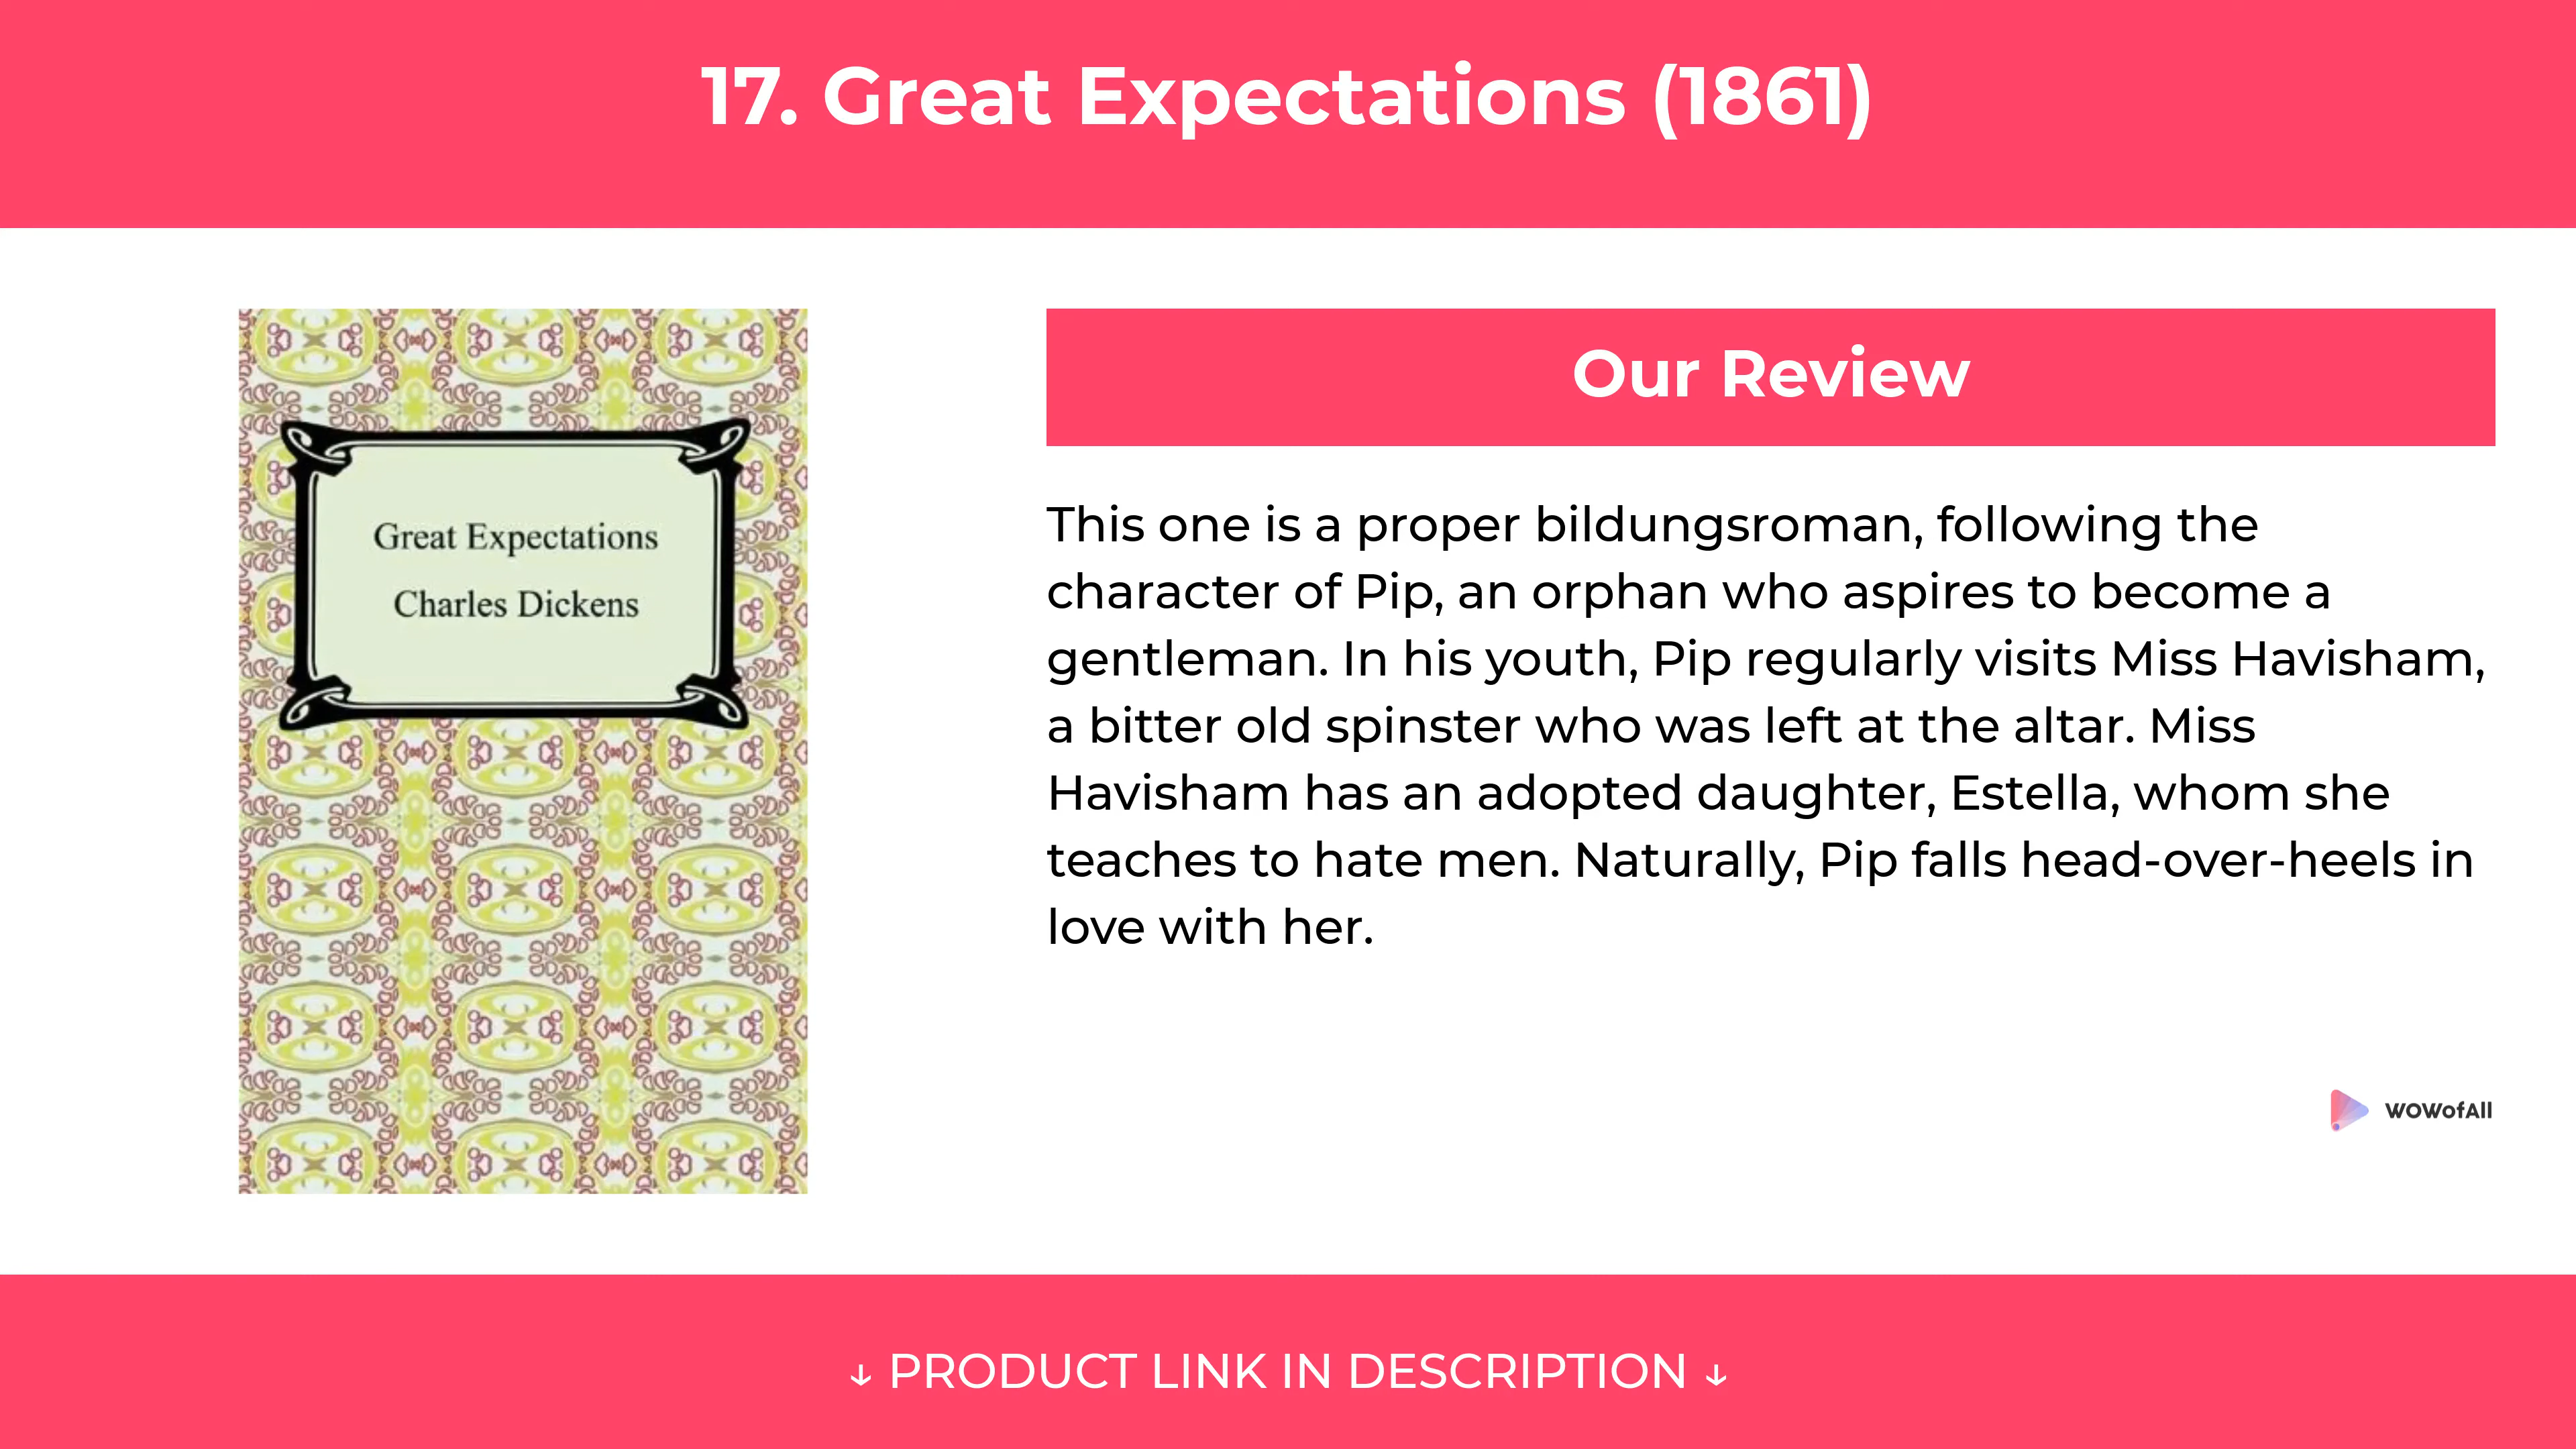 17. Great Expectations (1861)
Great Expectations
Charles Dickens
Our Review
This one is a proper bildungsroman, following the
character of Pip, an orphan who aspires to become a
gentleman. In his youth, Pip regularly visits Miss Havisham,
a bitter old spinster who was left at the altar. Miss
Havisham has an adopted daughter, Estella, whom she
teaches to hate men. Naturally, Pip falls head-over-heels in
love with her.
WOWofAll
↓ PRODUCT LINK IN DESCRIPTION ↓